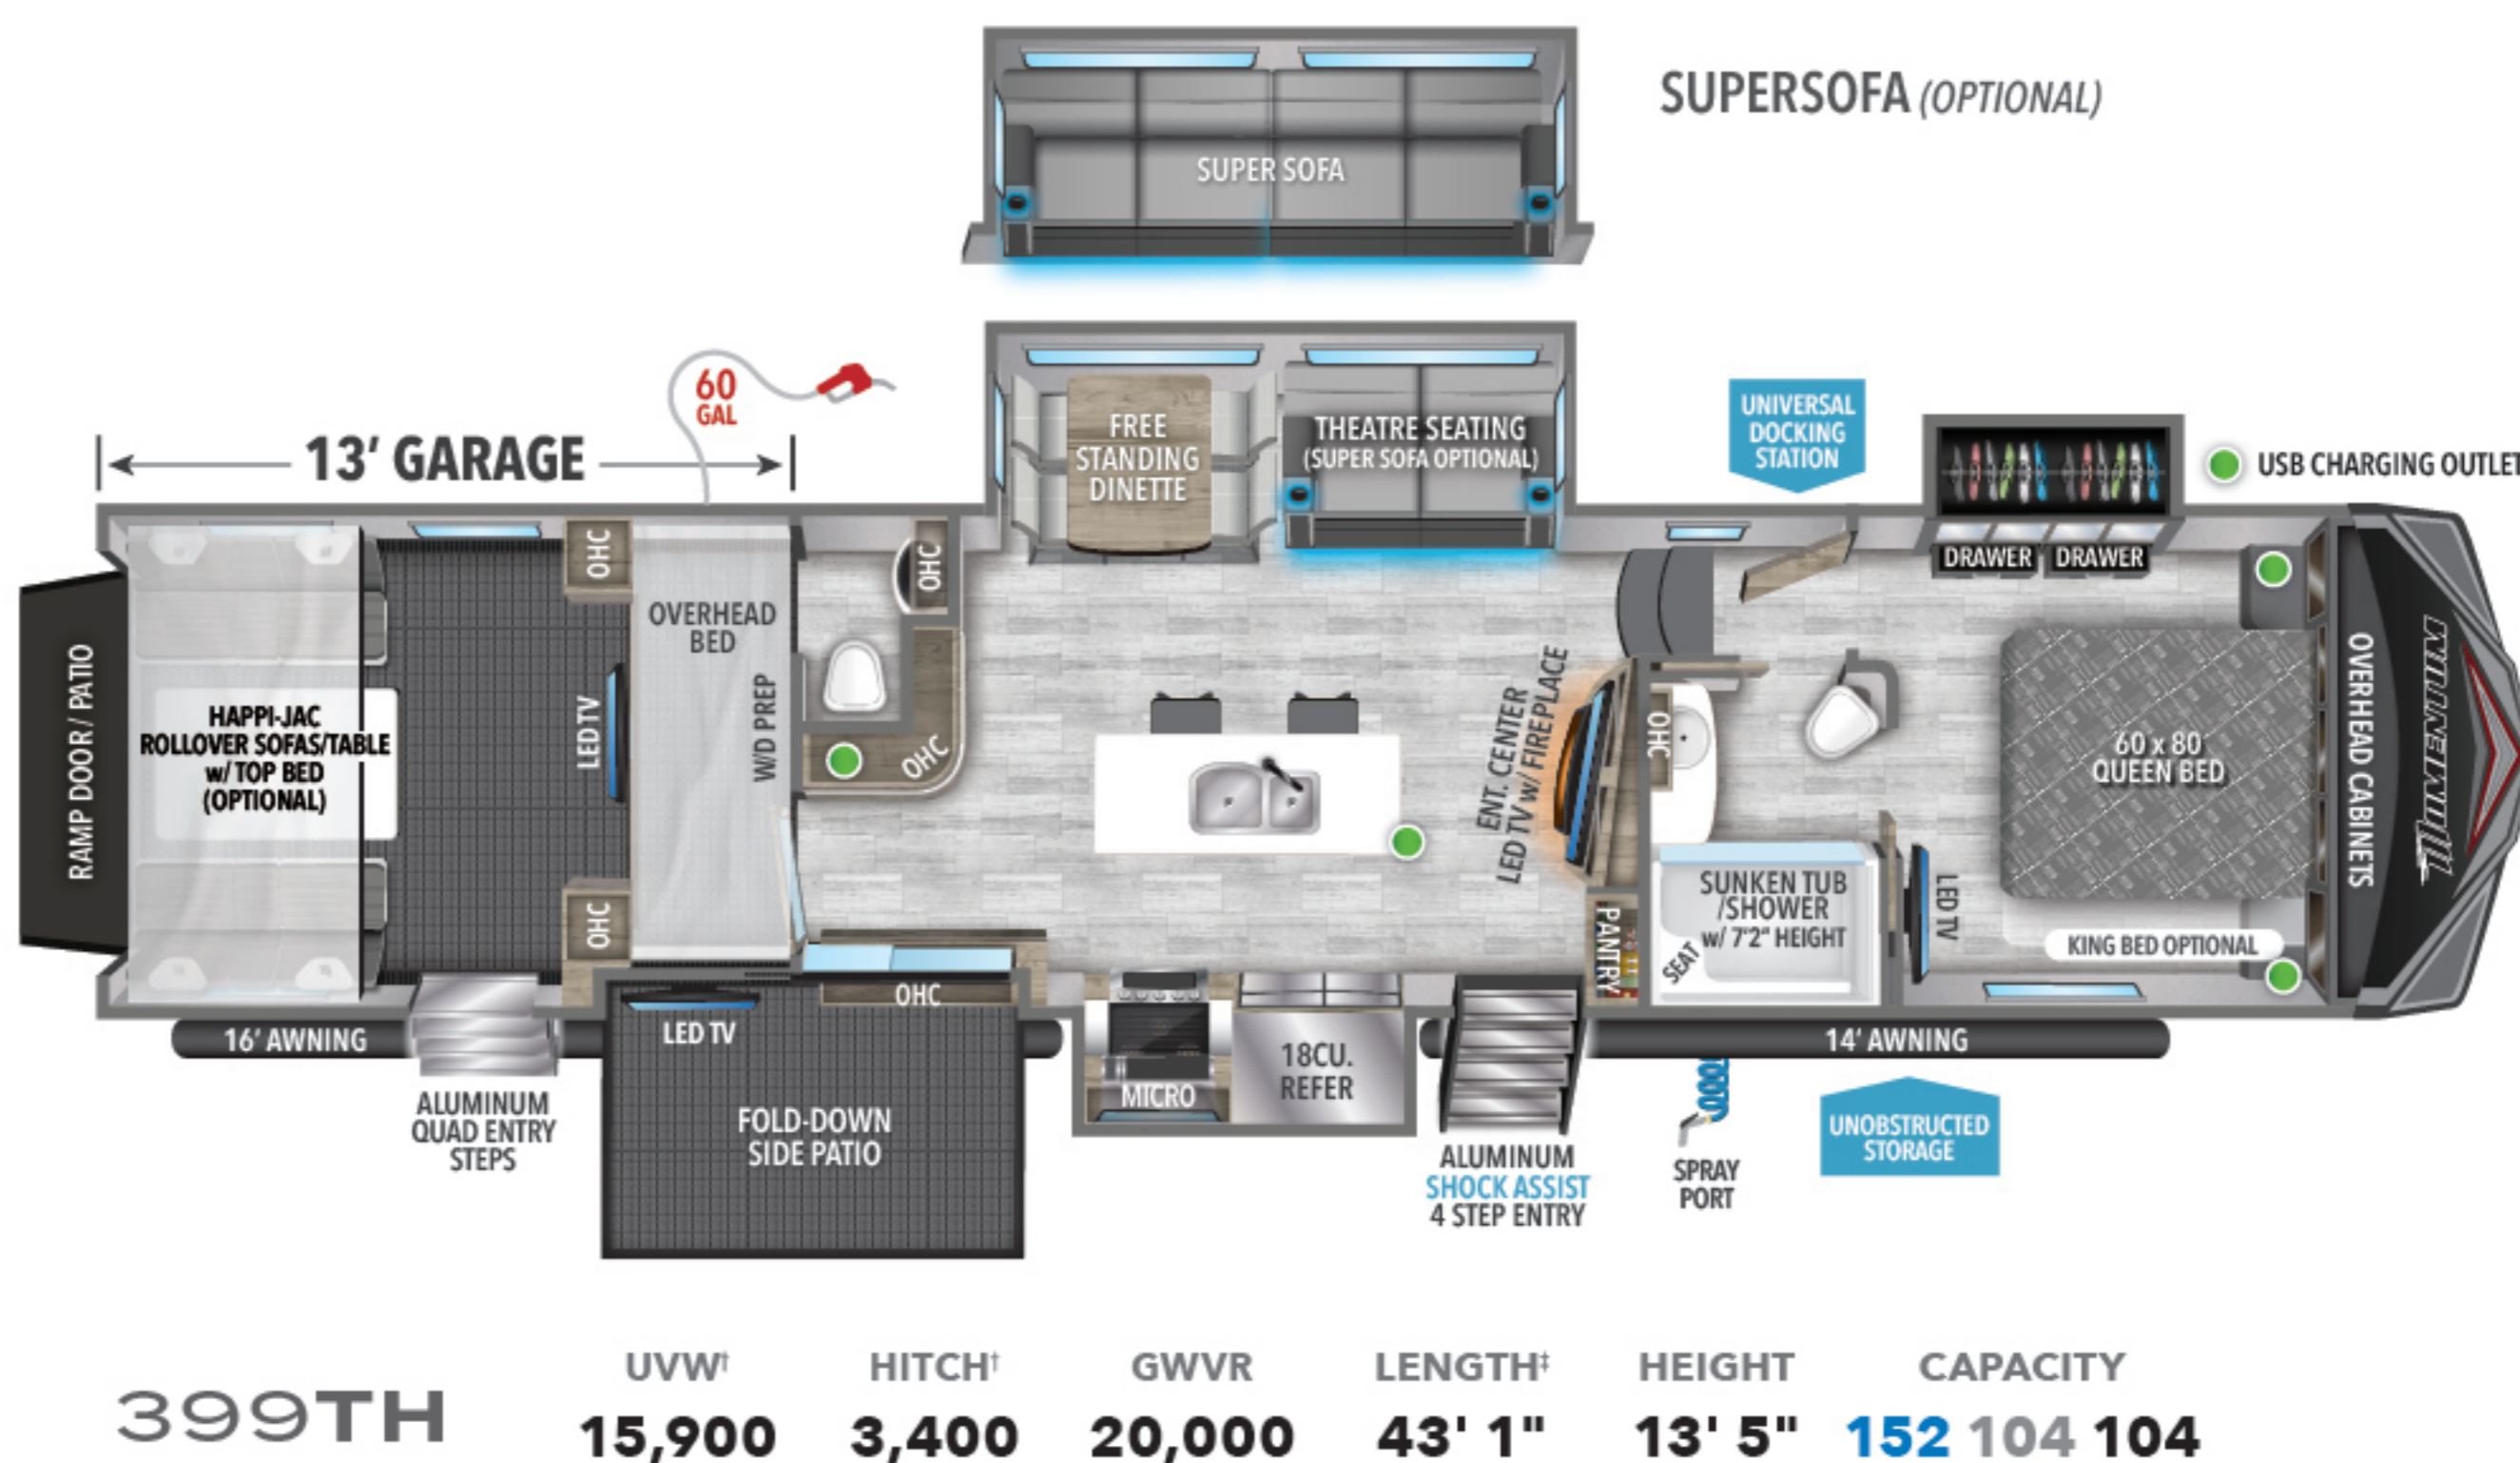 SUPERSOFA (OPTIONAL)
SUPER SOFA
60
GAL
13' GARAGE
FREE
STANDING
DINETTE
THEATRE SEATING
(SUPER SOFA OPTIONAL)
UNIVERSAL
DOCKING
STATION
USB CHARGING OUTLET
DRAWER
DRAWER
RAMP DOOR / PATIO
HAPPI-JAC
ROLLOVER SOFAS/TABLE
w/ TOP BED
(OPTIONAL)
OHC
OHC
LED TV
OVERHEAD
BED
W/D PREP
OHC
OHC
ENT. CENTER
LED TV w/ FIREPLACE
OHC
PANTRY
SUNKEN TUB
/SHOWER
w/ 7'2" HEIGHT
SEAT
LED TV
60 x 80
QUEEN BED
KING BED OPTIONAL
OVERHEAD CABINETS
MOMENTUM
16' AWNING
LED TV
OHC
FOLD-DOWN
SIDE PATIO
ALUMINUM
QUAD ENTRY
STEPS
MICRO
18CU.
REFER
ALUMINUM
SHOCK ASSIST
4 STEP ENTRY
14' AWNING
SPRAY
PORT
UNOBSTRUCTED
STORAGE
399TH
UVW† HITCH† GWVR LENGTH‡ HEIGHT CAPACITY
15,900 3,400 20,000 43' 1" 13' 5" 152 104 104